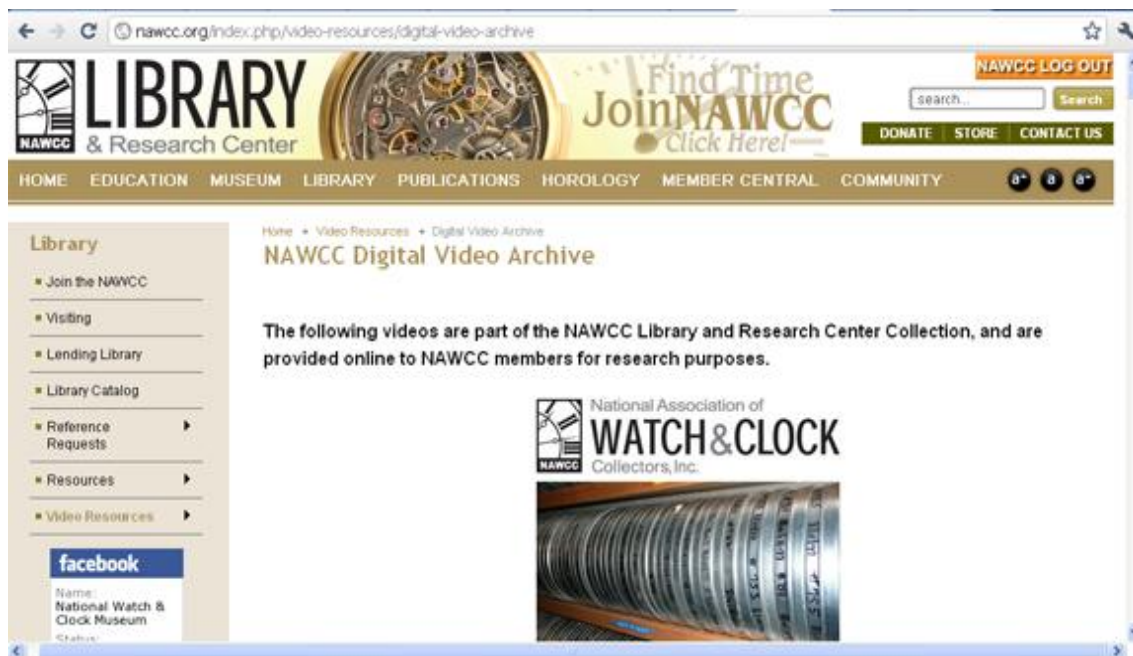 nawcc.org/index.php/video-resources/digital-video-archive
NAWCC
LIBRARY
& Research Center
Find Time
Join NAWCC
Click Here!
NAWCC LOG OUT
search...
Search
DONATE
STORE
CONTACT US
HOME
EDUCATION
MUSEUM
LIBRARY
PUBLICATIONS
HOROLOGY
MEMBER CENTRAL
COMMUNITY
Library
Join the NAWCC
Visiting
Lending Library
Library Catalog
Reference
Requests
Resources
Video Resources
facebook
Name:
National Watch &
Clock Museum
Status:
Home
Video Resources
Digital Video Archive
NAWCC Digital Video Archive
The following videos are part of the NAWCC Library and Research Center Collection, and are
provided online to NAWCC members for research purposes.
National Association of
WATCH & CLOCK
NAWCC
Collectors, Inc.